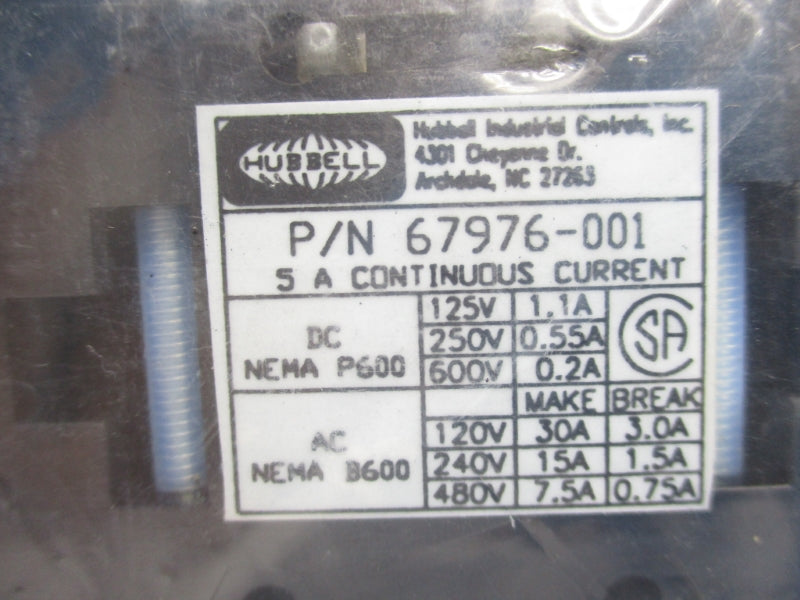 HUBBELL
Hubbell Industrial Controls, Inc.
4301 Cheyenne Dr.
Archdale, NC 27263
P/N 67976-001
5 A CONTINUOUS CURRENT
DC
NEMA P600
125V 1.1A
250V 0.55A
600V 0.2A
SA
AC
NEMA B600
MAKE BREAK
120V 30A 3.0A
240V 15A 1.5A
480V 7.5A 0.75A